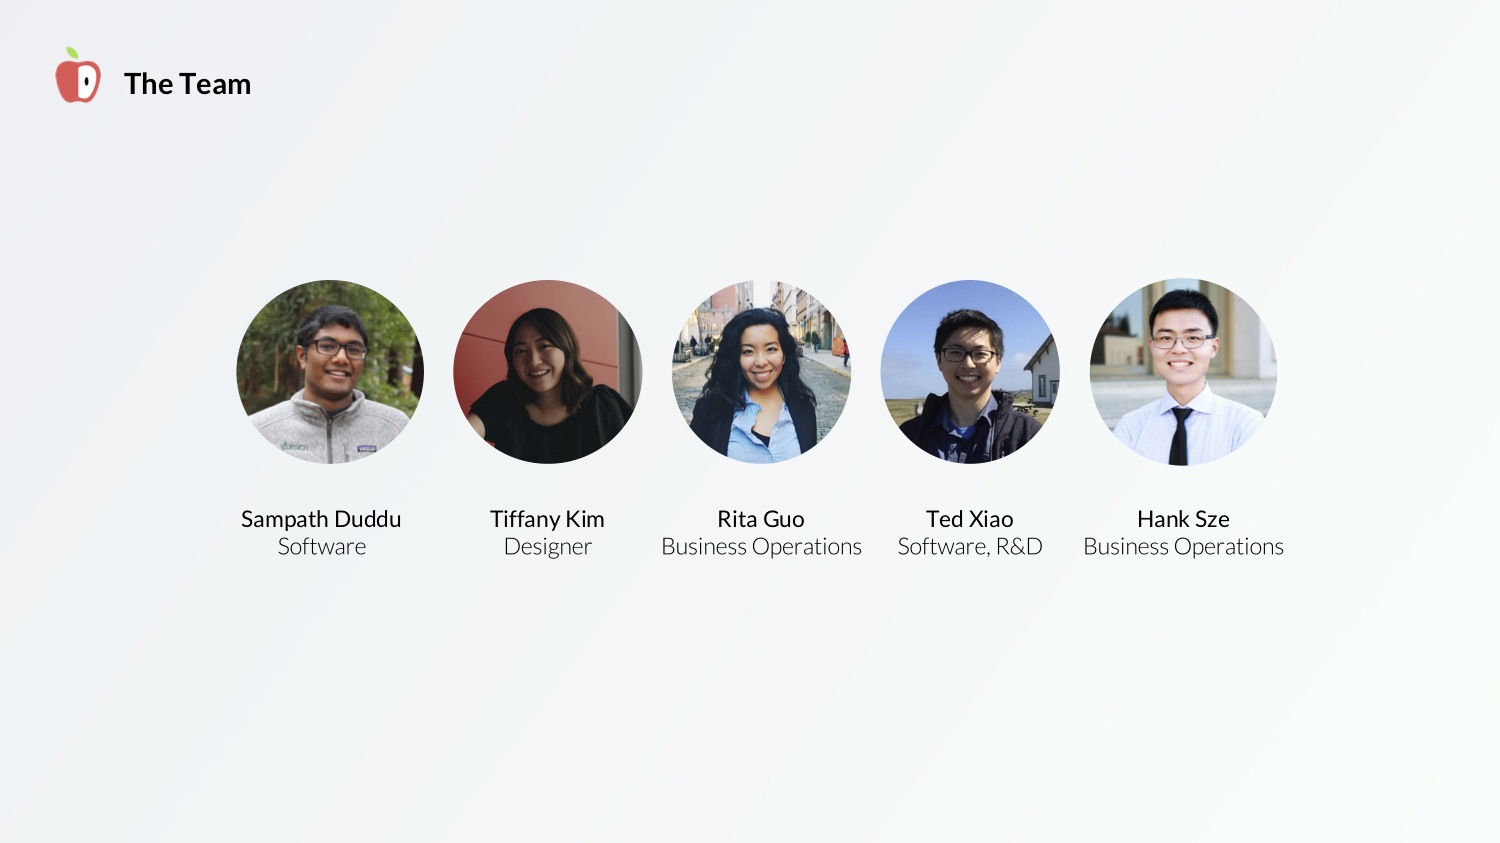 The Team
Sampath Duddu
Software
Tiffany Kim
Designer
Rita Guo
Business Operations
Ted Xiao
Software, R&D
Hank Sze
Business Operations